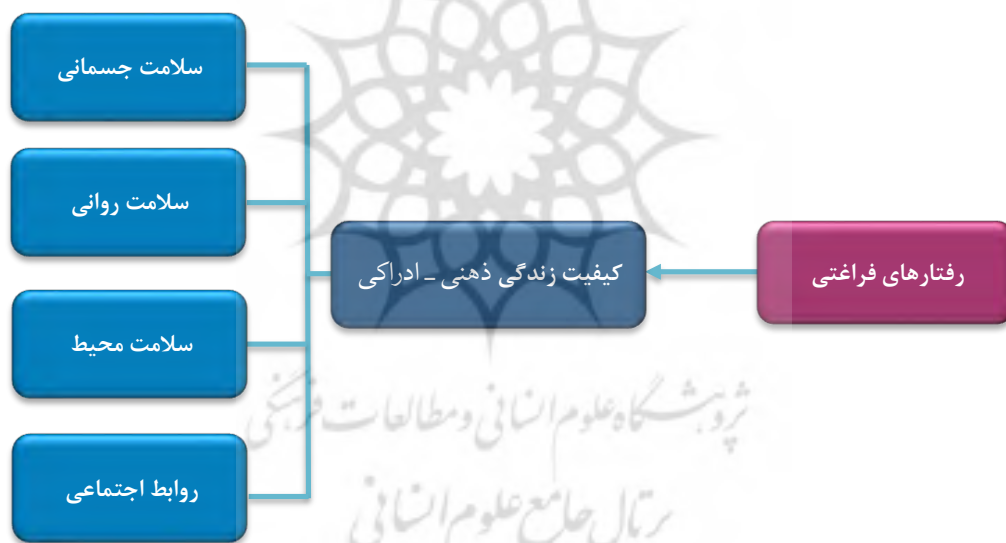 رفتارهای فراغتی
کیفیت زندگی ذهنی ـ ادراکی
سلامت جسمانی
سلامت روانی
سلامت محیط
روابط اجتماعی
پژوهشگاه علوم انسانی و مطالعات فرهنگی
پرتال جامع علوم انسانی